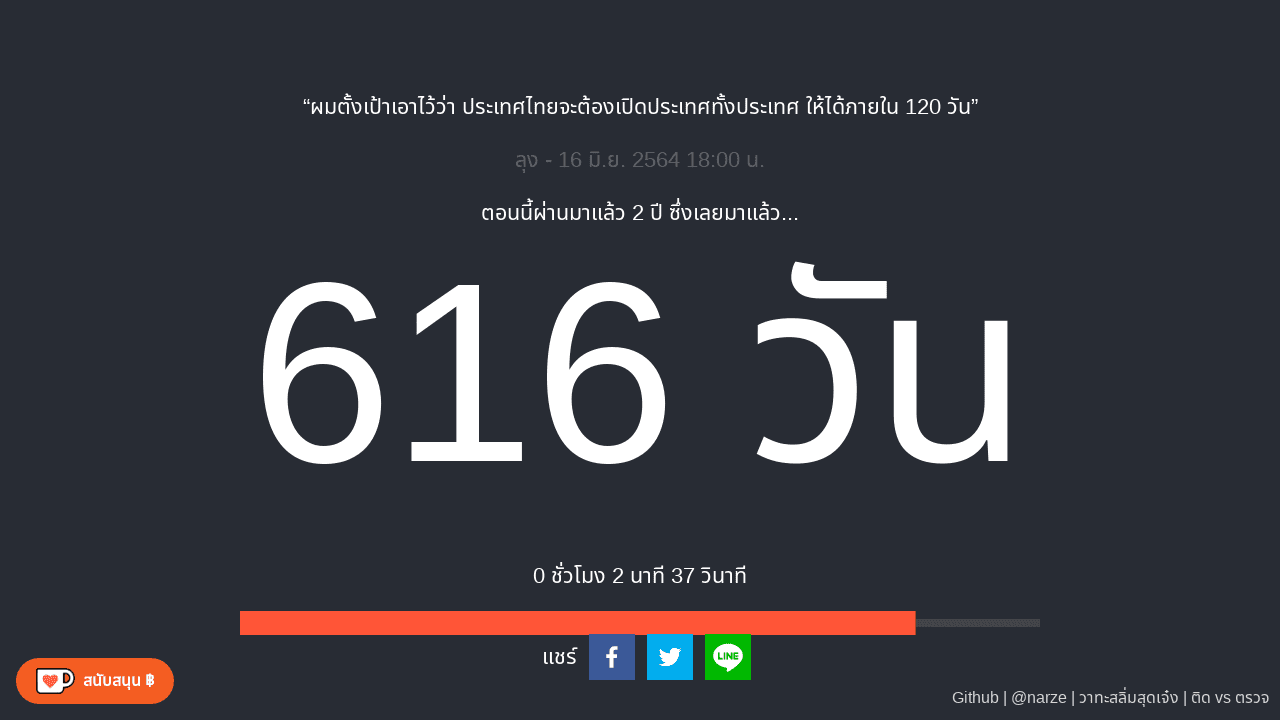 “ผมตั้งเป้าเอาไว้ว่า ประเทศไทยจะต้องเปิดประเทศทั้งประเทศ ให้ได้ภายใน 120 วัน”
ลุง - 16 มิ.ย. 2564 18:00 น.
ตอนนี้ผ่านมาแล้ว 2 ปี ซึ่งเลยมาแล้ว...
616 วัน
0 ชั่วโมง 2 นาที 37 วินาที
แชร์ LINE
สนับสนุน ฿
Github | @narze | วาทะสลิ่มสุดเจ๋ง | ติด vs ตรวจ